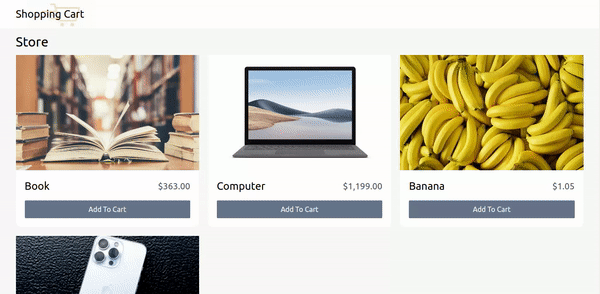 Shopping Cart
Store
Book $363.00
Computer $1,199.00
Banana $1.05
Add To Cart
Add To Cart
Add To Cart